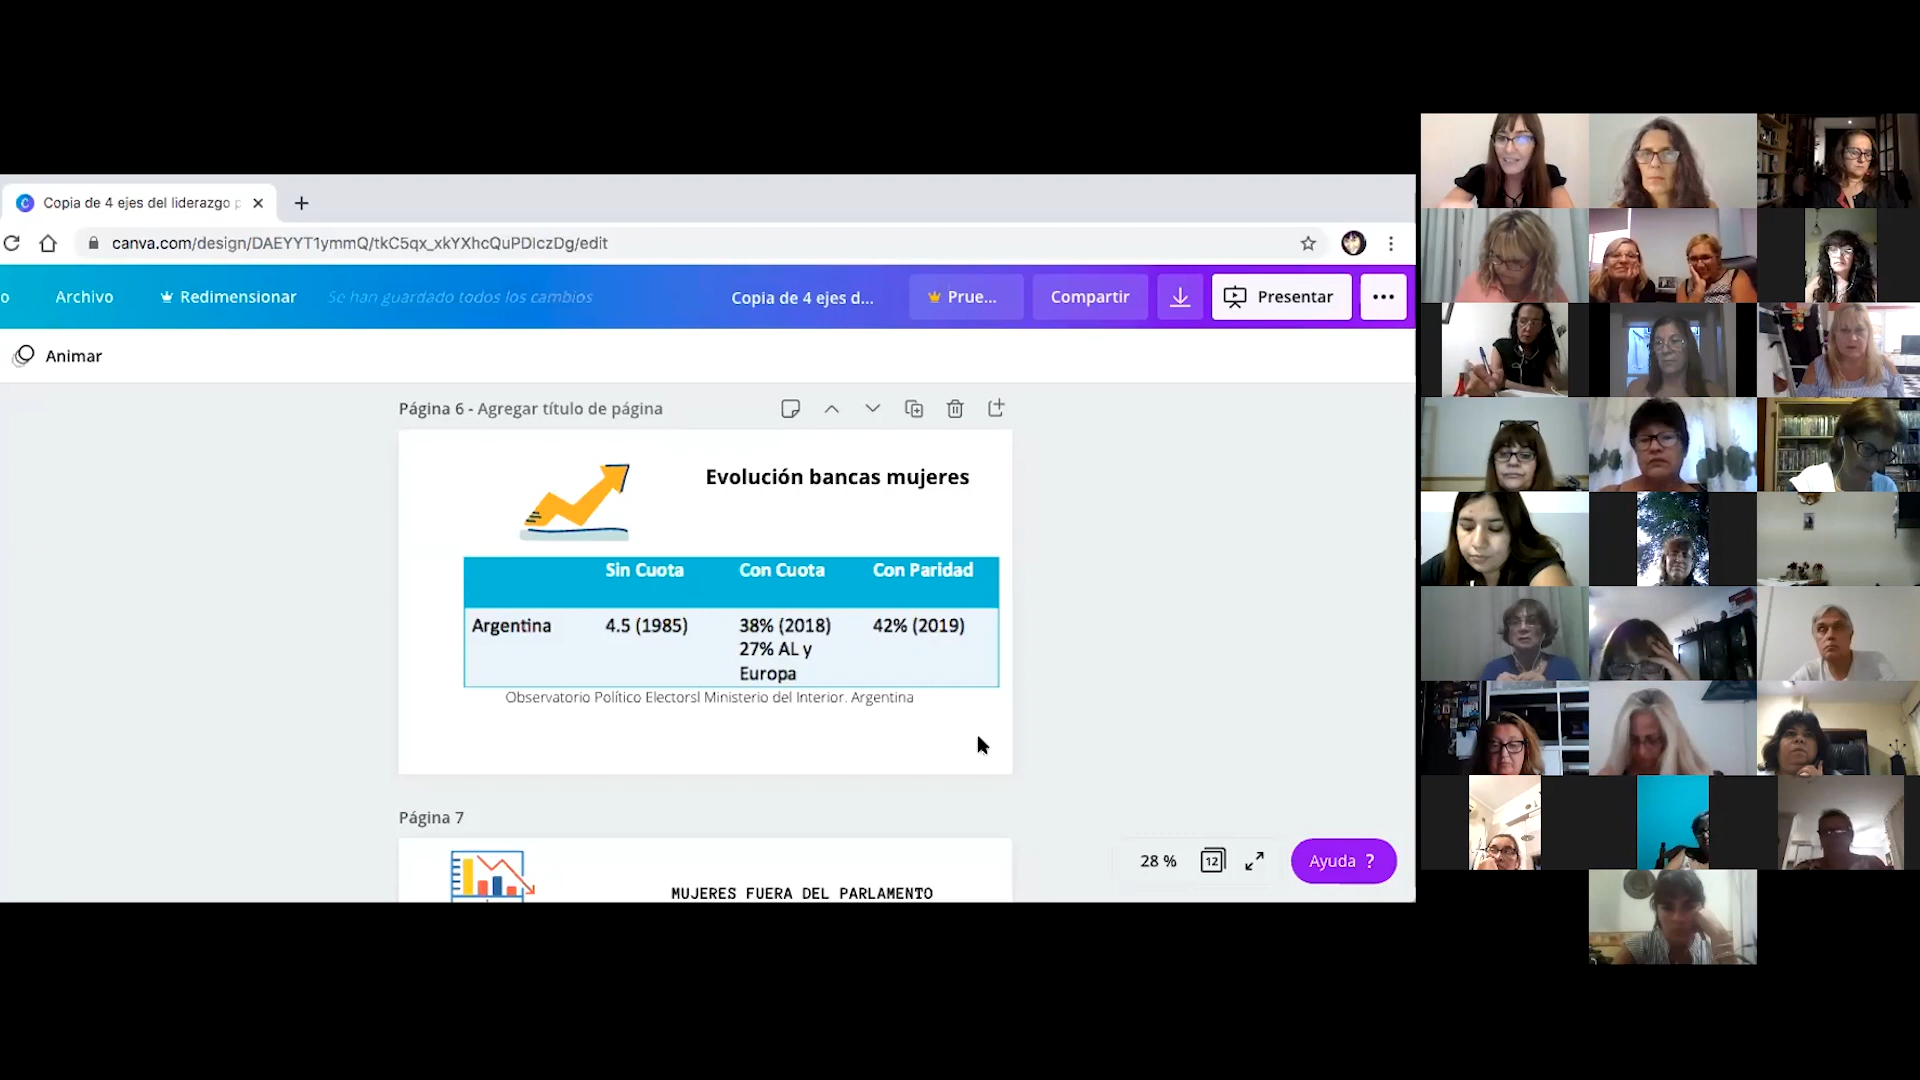 Copia de 4 ejes del liderazgo p
canva.com/design/DAEYYT1ymmQ/tkC5qx_xkYXhcQuPDIczDg/edit
o Archivo Redimensionar Se han guardado todos los cambios Copia de 4 ejes d... Prue... Compartir Presentar
Animar
Página 6 - Agregar título de página
Evolución bancas mujeres
Sin Cuota Con Cuota Con Paridad
Argentina 4.5 (1985) 38% (2018) 42% (2019)
27% AL y
Europa
Observatorio Político Electorsl Ministerio del Interior. Argentina
Página 7
MUJERES FUERA DEL PARLAMENTO
28 % 12 Ayuda ?